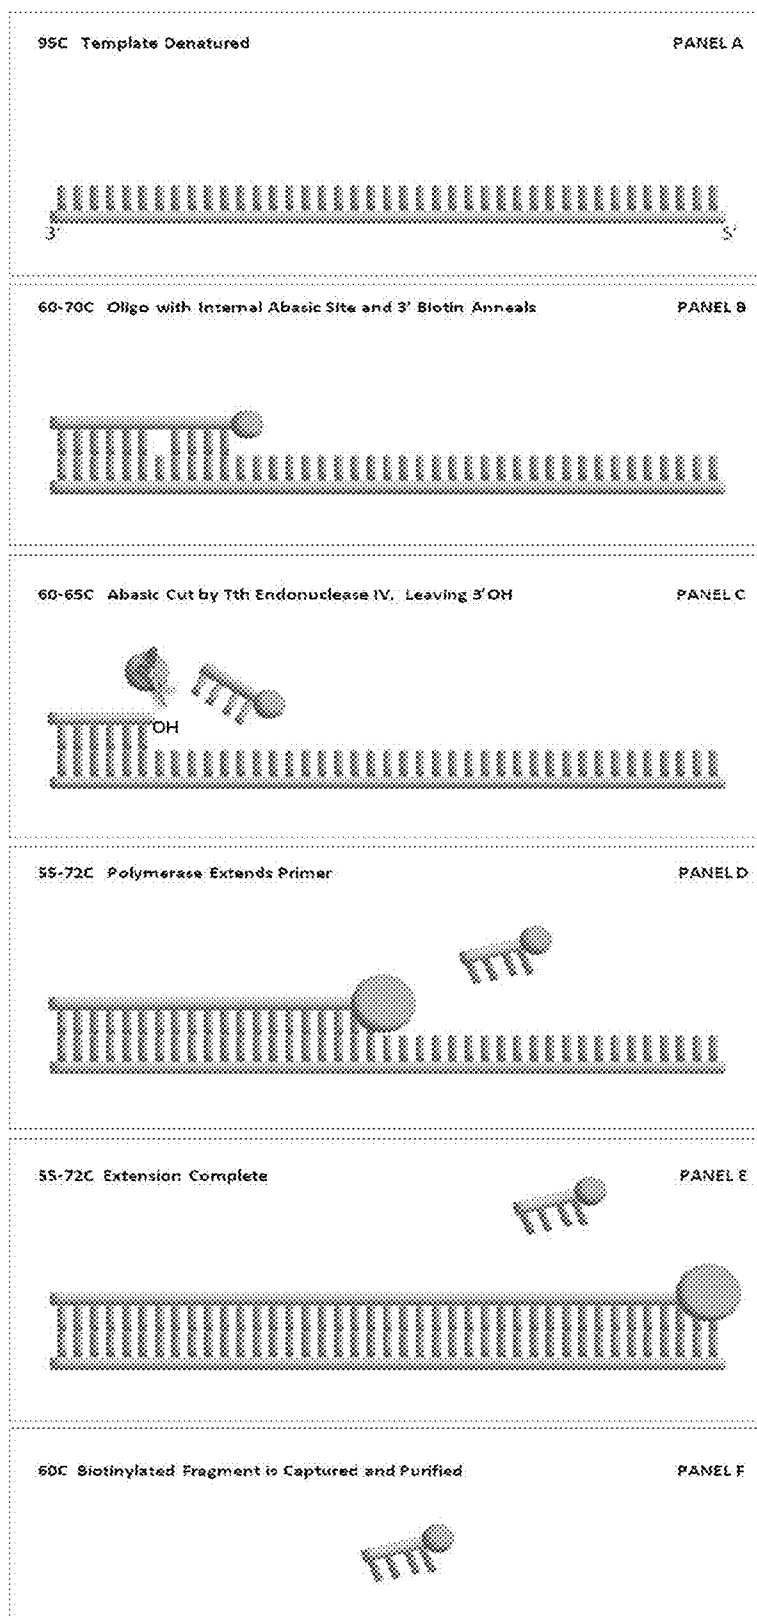 95C Template Denatured
PANEL A
3'
5'
60-70C Oligo with Internal Abasic Site and 3' Biotin Anneals
PANEL B
60-65C Abasic Cut by Tth Endonuclease IV, Leaving 3'OH
PANEL C
OH
55-72C Polymerase Extends Primer
PANEL D
55-72C Extension Complete
PANEL E
60C Biotinylated Fragment is Captured and Purified
PANEL F